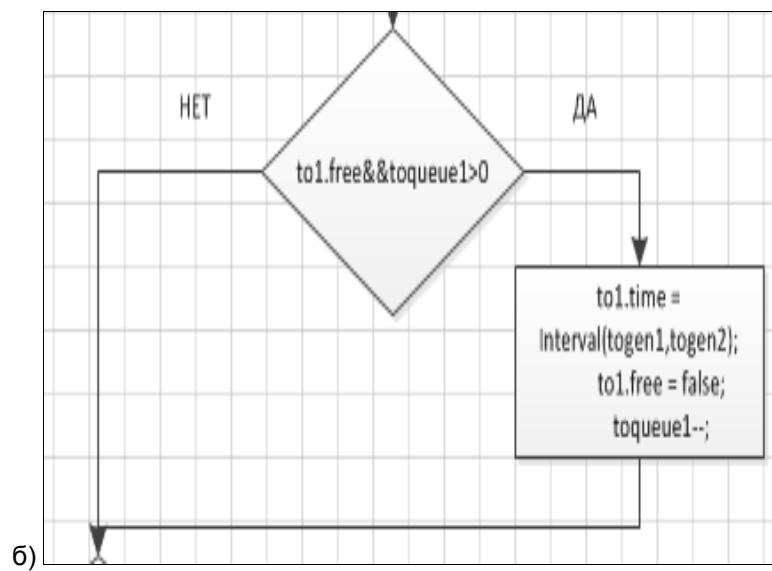 НЕТ
ДА
to1.free&&toqueue1>0
to1.time =
Interval(togen1,togen2);
to1.free = false;
toqueue1--;
б)